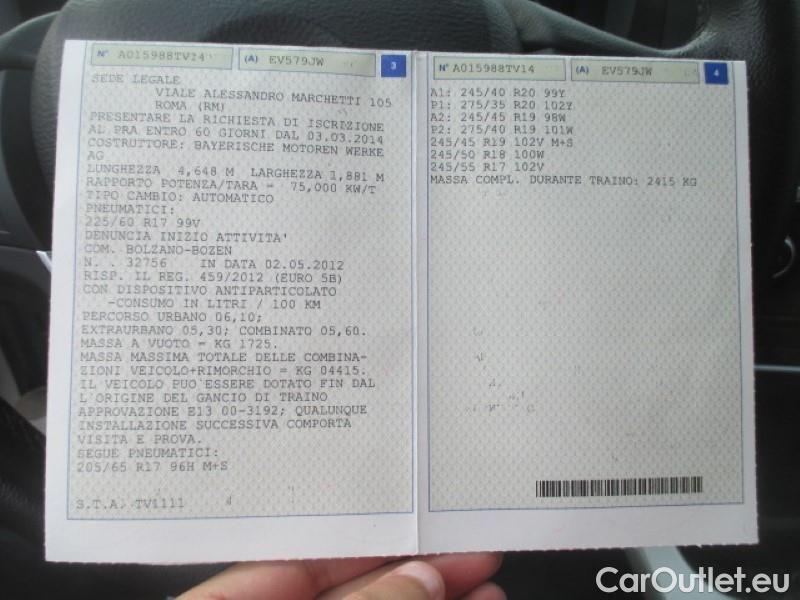 N° A015988TV14
(A) EV579JW
3
SEDE LEGALE
VIALE ALESSANDRO MARCHETTI 105
ROMA (RM)
PRESENTARE LA RICHIESTA DI ISCRIZIONE
AL PRA ENTRO 60 GIORNI DAL 03.03.2014
COSTRUTTORE: BAYERISCHE MOTOREN WERKE
AG
LUNGHEZZA 4,648 M LARGHEZZA 1,881 M
RAPPORTO POTENZA/TARA = 75,000 KW/T
TIPO CAMBIO: AUTOMATICO
PNEUMATICI:
225/60 R17 99V
DENUNCIA INIZIO ATTIVITA'
COM. BOLZANO-BOZEN
N. . 32756 IN DATA 02.05.2012
RISP. IL REG. 459/2012 (EURO 5B)
CON DISPOSITIVO ANTIPARTICOLATO
-CONSUMO IN LITRI / 100 KM
PERCORSO URBANO 06,10;
EXTRAURBANO 05,30; COMBINATO 05,60.
MASSA A VUOTO = KG 1725.
MASSA MASSIMA TOTALE DELLE COMBINA-
ZIONI VEICOLO+RIMORCHIO = KG 04415.
IL VEICOLO PUO'ESSERE DOTATO FIN DAL
L'ORIGINE DEL GANCIO DI TRAINO
APPROVAZIONE E13 00-3192; QUALUNQUE
INSTALLAZIONE SUCCESSIVA COMPORTA
VISITA E PROVA.
SEGUE PNEUMATICI:
205/65 R17 96H M+S
S.T.A. TV1111
N° A015988TV14
(A) EV579JW
4
A1: 245/40 R20 99Y
P1: 275/35 R20 102Y
A2: 245/45 R19 98W
P2: 275/40 R19 101W
245/45 R19 102V M+S
245/50 R18 100W
245/55 R17 102V
MASSA COMPL. DURANTE TRAINO: 2415 KG
CarOutlet.eu